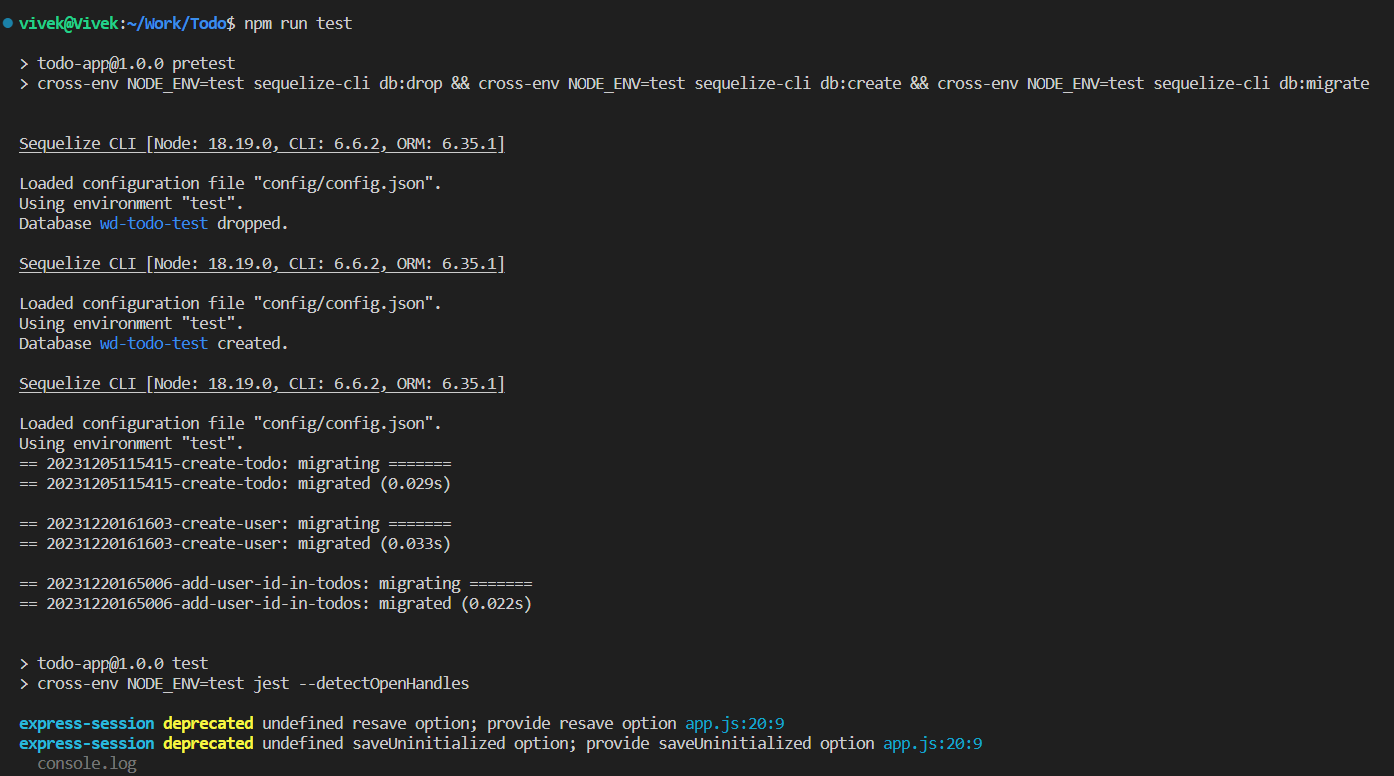 vivek@Vivek:~/Work/Todo$ npm run test
> todo-app@1.0.0 pretest
> cross-env NODE_ENV=test sequelize-cli db:drop && cross-env NODE_ENV=test sequelize-cli db:create && cross-env NODE_ENV=test sequelize-cli db:migrate
Sequelize CLI [Node: 18.19.0, CLI: 6.6.2, ORM: 6.35.1]
Loaded configuration file "config/config.json".
Using environment "test".
Database wd-todo-test dropped.
Sequelize CLI [Node: 18.19.0, CLI: 6.6.2, ORM: 6.35.1]
Loaded configuration file "config/config.json".
Using environment "test".
Database wd-todo-test created.
Sequelize CLI [Node: 18.19.0, CLI: 6.6.2, ORM: 6.35.1]
Loaded configuration file "config/config.json".
Using environment "test".
== 20231205115415-create-todo: migrating =======
== 20231205115415-create-todo: migrated (0.029s)
== 20231220161603-create-user: migrating =======
== 20231220161603-create-user: migrated (0.033s)
== 20231220165006-add-user-id-in-todos: migrating =======
== 20231220165006-add-user-id-in-todos: migrated (0.022s)
> todo-app@1.0.0 test
> cross-env NODE_ENV=test jest --detectOpenHandles
express-session deprecated undefined resave option; provide resave option app.js:20:9
express-session deprecated undefined saveUninitialized option; provide saveUninitialized option app.js:20:9
console.log